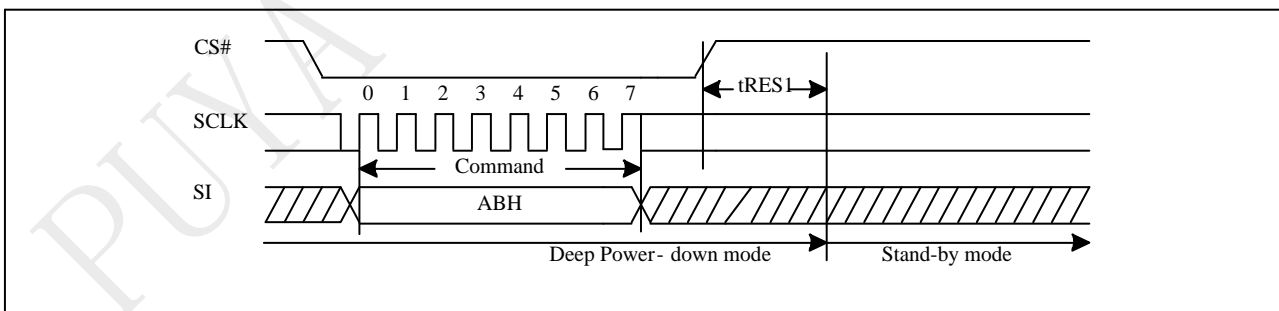 CS#
tRES1
0 1 2 3 4 5 6 7
SCLK
Command
SI
ABH
Deep Power- down mode
Stand-by mode
PUYA